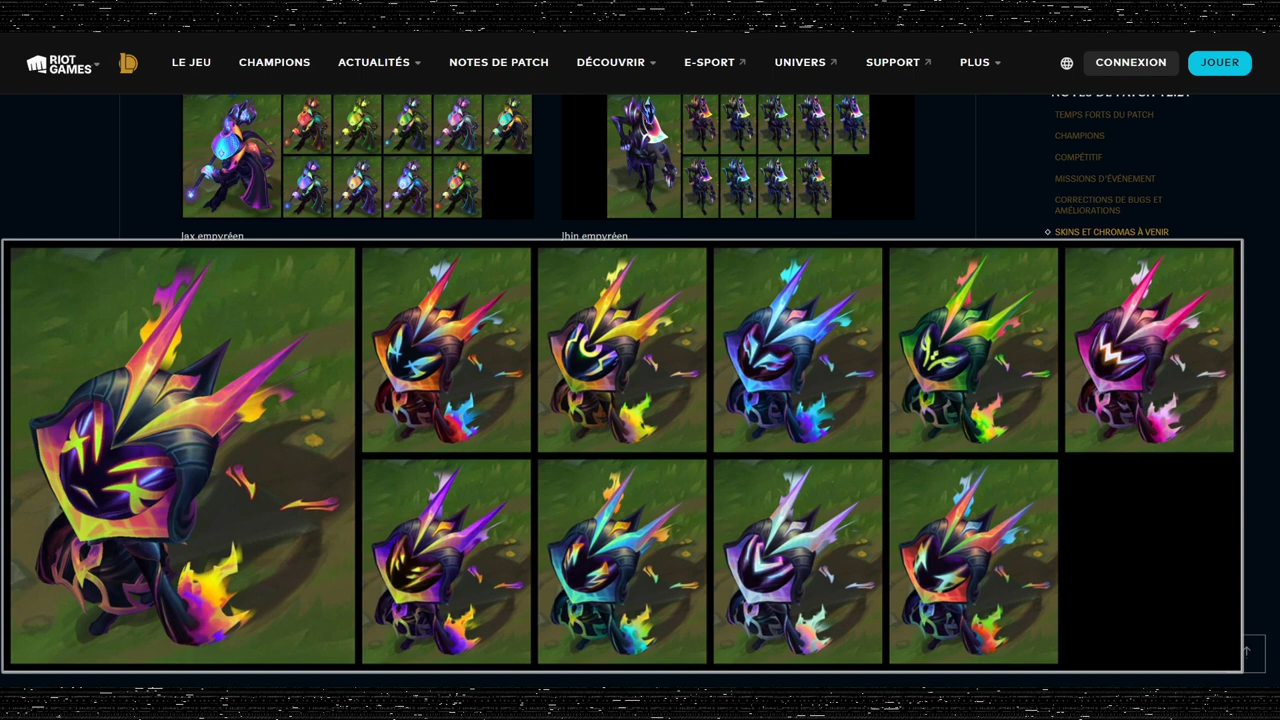 RIOT GAMES
LE JEU CHAMPIONS ACTUALITÉS NOTES DE PATCH DÉCOUVRIR E-SPORT UNIVERS SUPPORT PLUS CONNEXION JOUER
TEMPS FORTS DU PATCH
CHAMPIONS
COMPÉTITIF
MISSIONS D'ÉVÉNEMENT
CORRECTIONS DE BUGS ET
AMÉLIORATIONS
SKINS ET CHROMAS À VENIR
Jax empyréen
Jhin empyréen